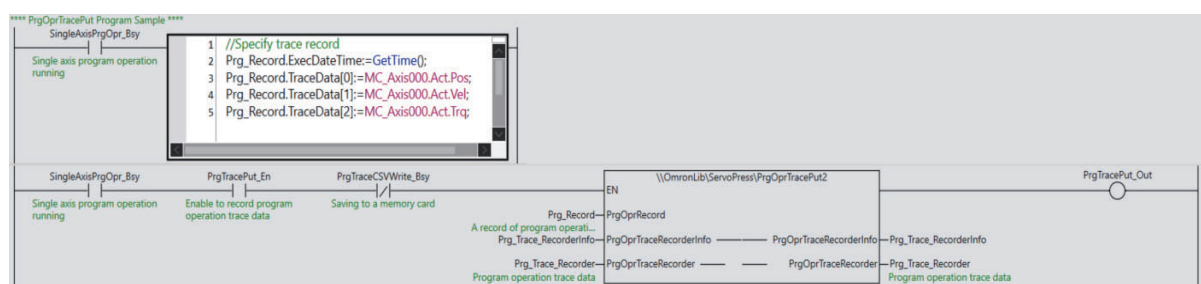 **** PrgOprTracePut Program Sample ****
SingleAxisPrgOpr_Bsy
Single axis program operation
running
1 //Specify trace record
2 Prg_Record.ExecDateTime:=GetTime();
3 Prg_Record.TraceData[0]:=MC_Axis000.Act.Pos;
4 Prg_Record.TraceData[1]:=MC_Axis000.Act.Vel;
5 Prg_Record.TraceData[2]:=MC_Axis000.Act.Trq;
SingleAxisPrgOpr_Bsy PrgTracePut_En PrgTraceCSVWrite_Bsy \\OmronLib\ServoPress\PrgOprTracePut2 PrgTracePut_Out
EN
Single axis program operation Enable to record program Saving to a memory card
running operation trace data
Prg_Record PrgOprRecord
A record of program operati...
Prg_Trace_RecorderInfo PrgOprTraceRecorderInfo PrgOprTraceRecorderInfo Prg_Trace_RecorderInfo
Prg_Trace_Recorder PrgOprTraceRecorder PrgOprTraceRecorder Prg_Trace_Recorder
Program operation trace data Program operation trace data